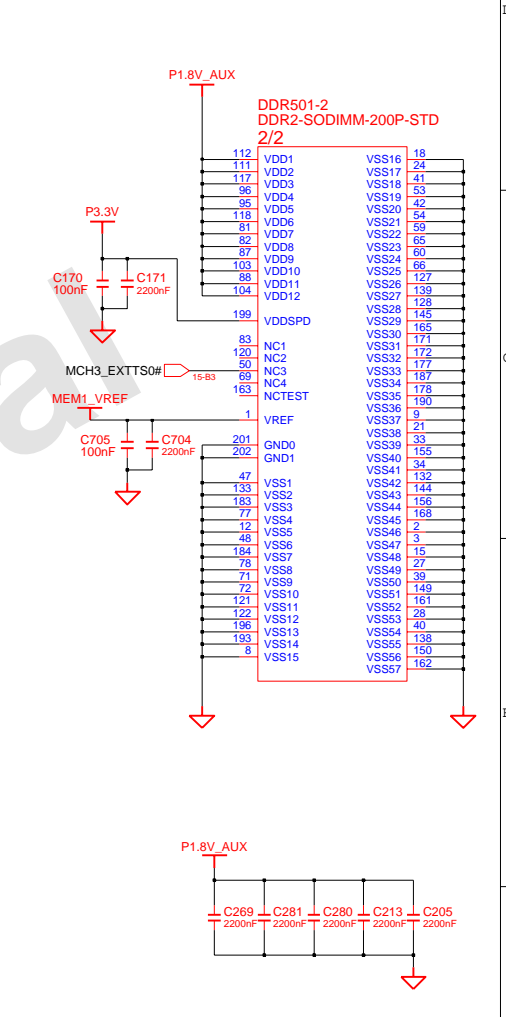 P1.8V_AUX
DDR501-2
DDR2-SODIMM-200P-STD
2/2
112 VDD1 VSS16 18
111 VDD2 VSS17 24
117 VDD3 VSS18 41
96 VDD4 VSS19 53
95 VDD5 VSS20 42
118 VDD6 VSS21 54
81 VDD7 VSS22 59
82 VDD8 VSS23 65
87 VDD9 VSS24 60
103 VDD10 VSS25 66
88 VDD11 VSS26 127
104 VDD12 VSS27 139
VSS28 128
199 VDDSPD VSS29 145
VSS30 165
83 NC1 VSS31 171
120 NC2 VSS32 172
50 NC3 VSS33 177
69 NC4 VSS34 187
163 NCTEST VSS35 178
VSS36 190
1 VREF VSS37 9
VSS38 21
201 GND0 VSS39 33
202 GND1 VSS40 155
VSS41 34
47 VSS1 VSS42 132
133 VSS2 VSS43 144
183 VSS3 VSS44 156
77 VSS4 VSS45 168
12 VSS5 VSS46 2
48 VSS6 VSS47 3
184 VSS7 VSS48 15
78 VSS8 VSS49 27
71 VSS9 VSS50 39
72 VSS10 VSS51 149
121 VSS11 VSS52 161
122 VSS12 VSS53 28
196 VSS13 VSS54 40
193 VSS14 VSS55 138
8 VSS15 VSS56 150
VSS57 162
P3.3V
C170 C171
100nF 2200nF
MCH3_EXTTS0# 15-B3
MEM1_VREF
C705 C704
100nF 2200nF
al
P1.8V_AUX
C269 C281 C280 C213 C205
2200nF 2200nF 2200nF 2200nF 2200nF